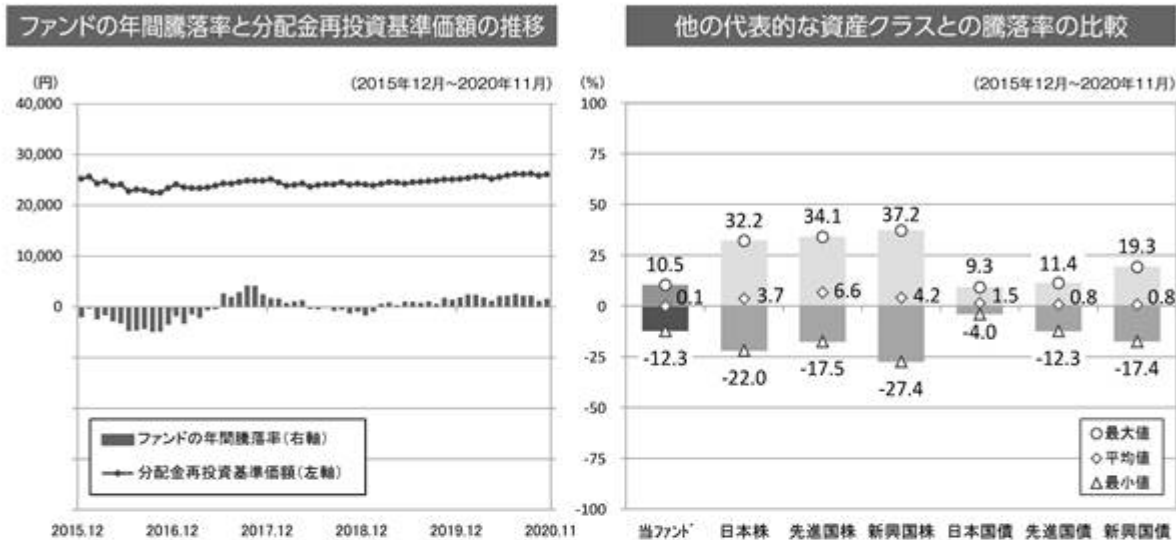 ファンドの年間騰落率と分配金再投資基準価額の推移
(円)
(2015年12月~2020年11月)
40,000
30,000
20,000
10,000
0
ファンドの年間騰落率(右軸)
分配金再投資基準価額(左軸)
2015.12 2016.12 2017.12 2018.12 2019.12 2020.11
他の代表的な資産クラスとの騰落率の比較
(%)
(2015年12月~2020年11月)
100
75
50
25
0
-25
-50
-75
-100
10.5 32.2 34.1 37.2 9.3 11.4 19.3
0.1 3.7 6.6 4.2 1.5 0.8 0.8
-12.3 -22.0 -17.5 -27.4 -4.0 -12.3 -17.4
○最大値
◇平均値
△最小値
当ファンド 日本株 先進国株 新興国株 日本国債 先進国債 新興国債